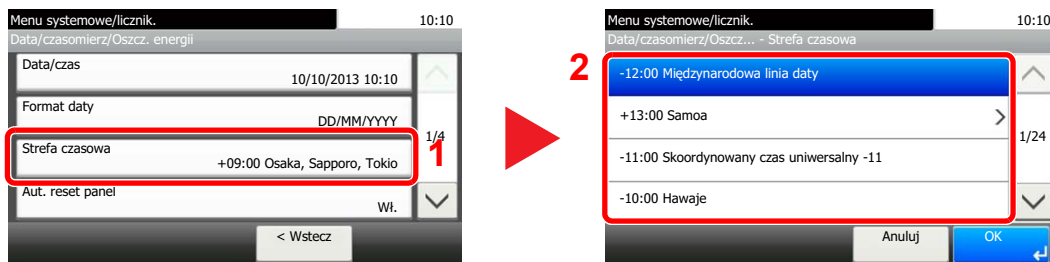 Menu systemowe/licznik. 10:10
Data/czasomierz/Oszcz. energii
Data/czas
10/10/2013 10:10
Format daty
DD/MM/YYYY
Strefa czasowa
+09:00 Osaka, Sapporo, Tokio
Aut. reset panel
Wł.
1/4
1
< Wstecz
Menu systemowe/licznik. 10:10
Data/czasomierz/Oszcz... - Strefa czasowa
2
-12:00 Międzynarodowa linia daty
+13:00 Samoa
-11:00 Skoordynowany czas uniwersalny -11
-10:00 Hawaje
1/24
Anuluj
OK